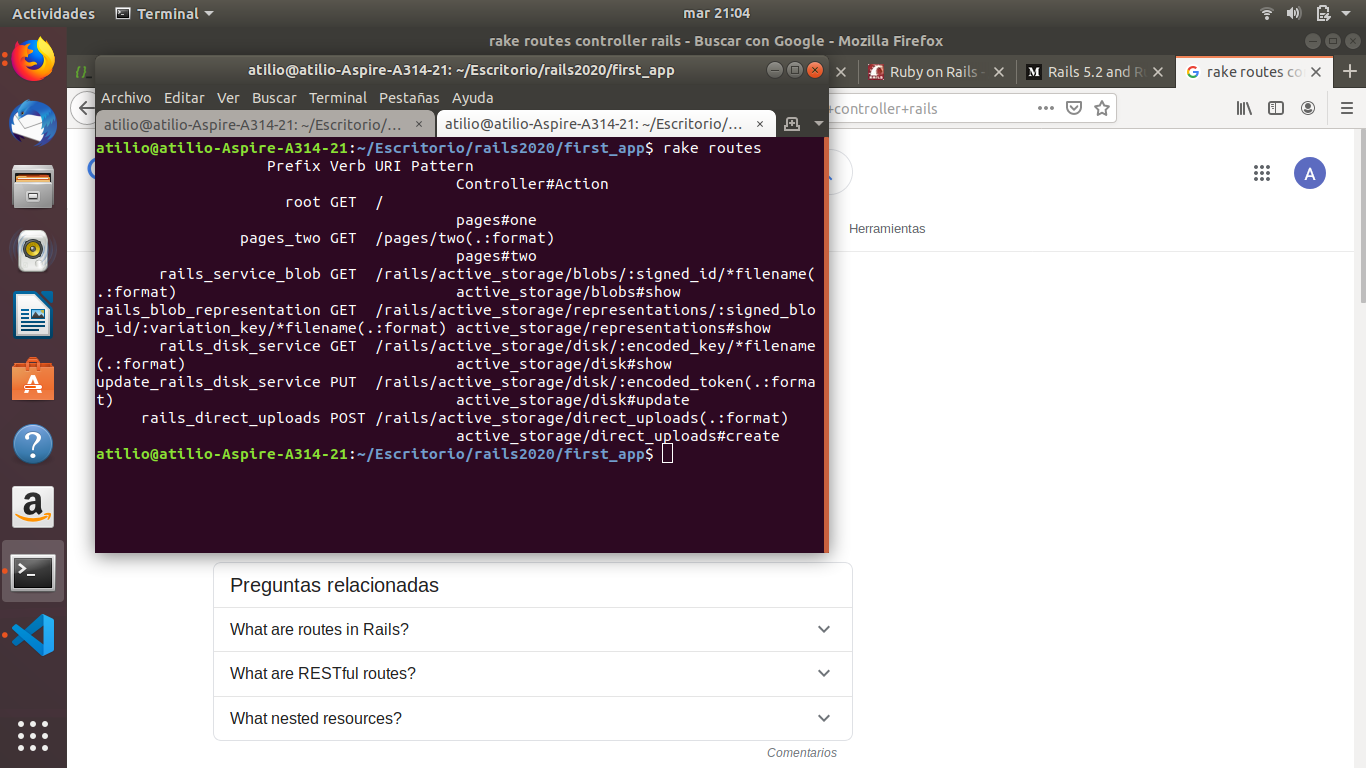 Actividades Terminal mar 21:04
rake routes controller rails - Buscar con Google - Mozilla Firefox
atilio@atilio-Aspire-A314-21: ~/Escritorio/rails2020/first_app
Ruby on Rails - Rails 5.2 and Ru rake routes co
Archivo Editar Ver Buscar Terminal Pestañas Ayuda
+controller+rails
atilio@atilio-Aspire-A314-21: ~/Escritorio/... atilio@atilio-Aspire-A314-21: ~/Escritorio/...
atilio@atilio-Aspire-A314-21:~/Escritorio/rails2020/first_app$ rake routes
Prefix Verb URI Pattern
Controller#Action
root GET /
pages#one
pages_two GET /pages/two(.:format)
pages#two
rails_service_blob GET /rails/active_storage/blobs/:signed_id/*filename(
.:format) active_storage/blobs#show
rails_blob_representation GET /rails/active_storage/representations/:signed_blo
b_id/:variation_key/*filename(.:format) active_storage/representations#show
rails_disk_service GET /rails/active_storage/disk/:encoded_key/*filename
(.:format) active_storage/disk#show
update_rails_disk_service PUT /rails/active_storage/disk/:encoded_token(.:forma
t) active_storage/disk#update
rails_direct_uploads POST /rails/active_storage/direct_uploads(.:format)
active_storage/direct_uploads#create
atilio@atilio-Aspire-A314-21:~/Escritorio/rails2020/first_app$
A
Herramientas
Preguntas relacionadas
What are routes in Rails?
What are RESTful routes?
What nested resources?
Comentarios